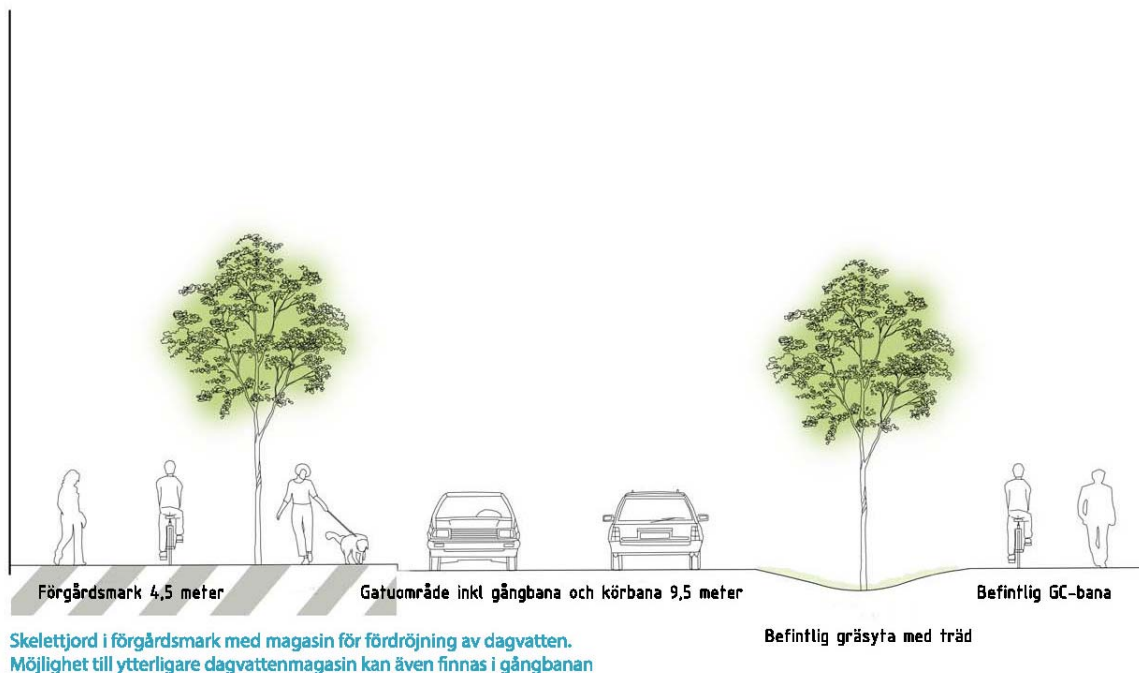 Förgårdsmark 4,5 meter
Gatuområde inkl gångbana och körbana 9,5 meter
Befintlig GC-bana
Befintlig gräsyta med träd
Skelettjord i förgårdsmark med magasin för fördröjning av dagvatten.
Möjlighet till ytterligare dagvattenmagasin kan även finnas i gångbanan